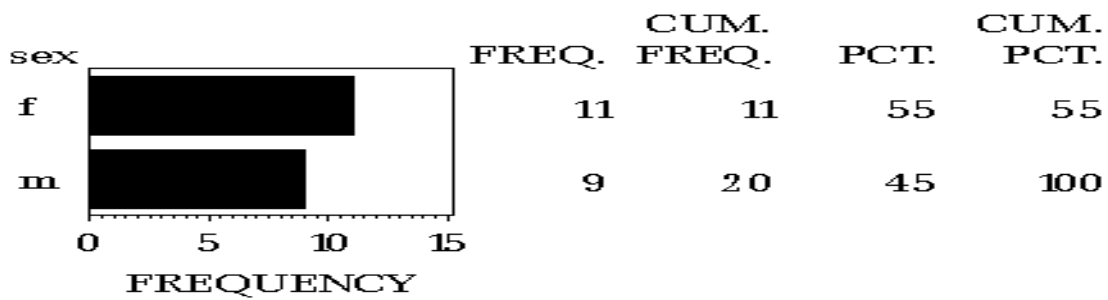 CUM. CUM.
sex FREQ. FREQ. PCT. PCT.
f 11 11 55 55
m 9 20 45 100
0 5 10 15
FREQUENCY